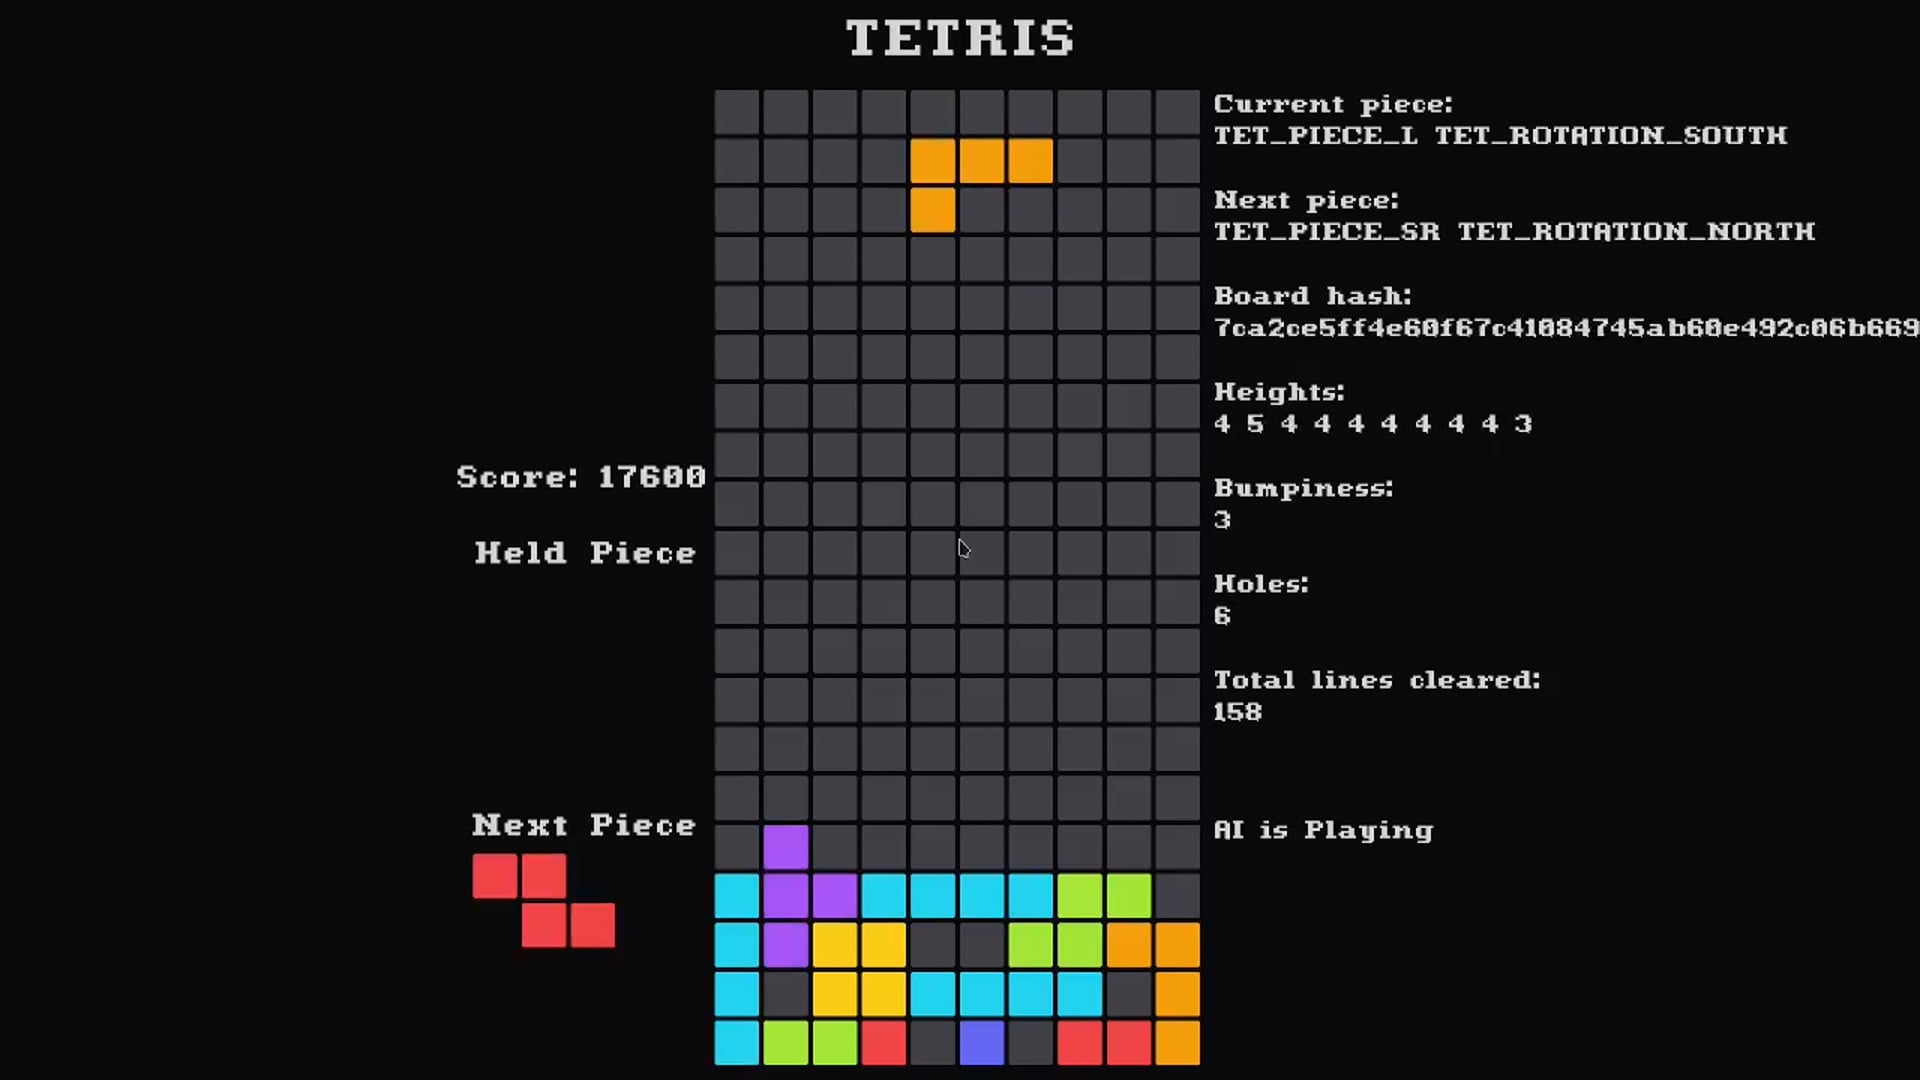 TETRIS
Current piece:
TET_PIECE_L TET_ROTATION_SOUTH
Next piece:
TET_PIECE_SR TET_ROTATION_NORTH
Board hash:
7ca2ce5ff4e60f67c41084745ab60e492c06b669
Heights:
4 5 4 4 4 4 4 4 4 3
Score: 17600
Bumpiness:
3
Held Piece
Holes:
6
Total lines cleared:
158
Next Piece
AI is Playing